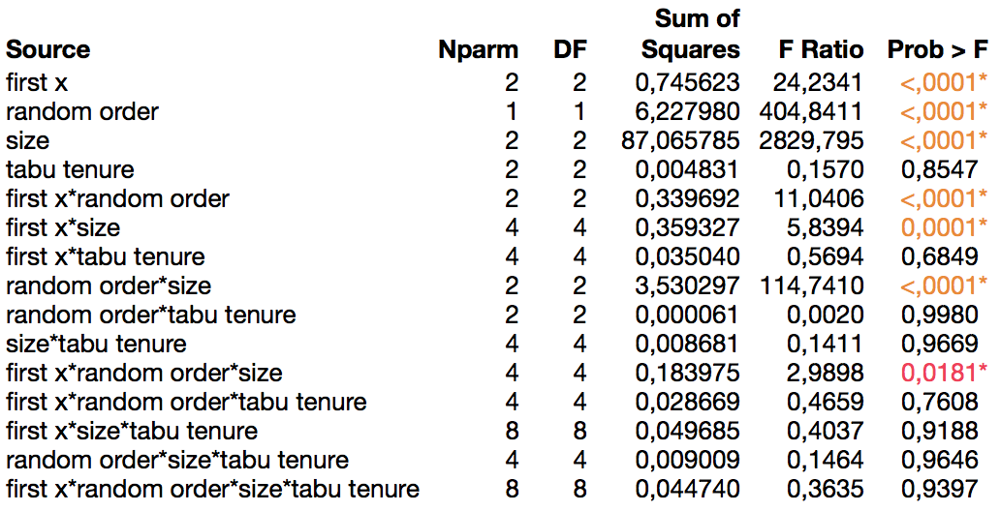 Sum of
Source Nparm DF Squares F Ratio Prob > F
first x 2 2 0,745623 24,2341 <,0001*
random order 1 1 6,227980 404,8411 <,0001*
size 2 2 87,065785 2829,795 <,0001*
tabu tenure 2 2 0,004831 0,1570 0,8547
first x*random order 2 2 0,339692 11,0406 <,0001*
first x*size 4 4 0,359327 5,8394 0,0001*
first x*tabu tenure 4 4 0,035040 0,5694 0,6849
random order*size 2 2 3,530297 114,7410 <,0001*
random order*tabu tenure 2 2 0,000061 0,0020 0,9980
size*tabu tenure 4 4 0,008681 0,1411 0,9669
first x*random order*size 4 4 0,183975 2,9898 0,0181*
first x*random order*tabu tenure 4 4 0,028669 0,4659 0,7608
first x*size*tabu tenure 8 8 0,049685 0,4037 0,9188
random order*size*tabu tenure 4 4 0,009009 0,1464 0,9646
first x*random order*size*tabu tenure 8 8 0,044740 0,3635 0,9397